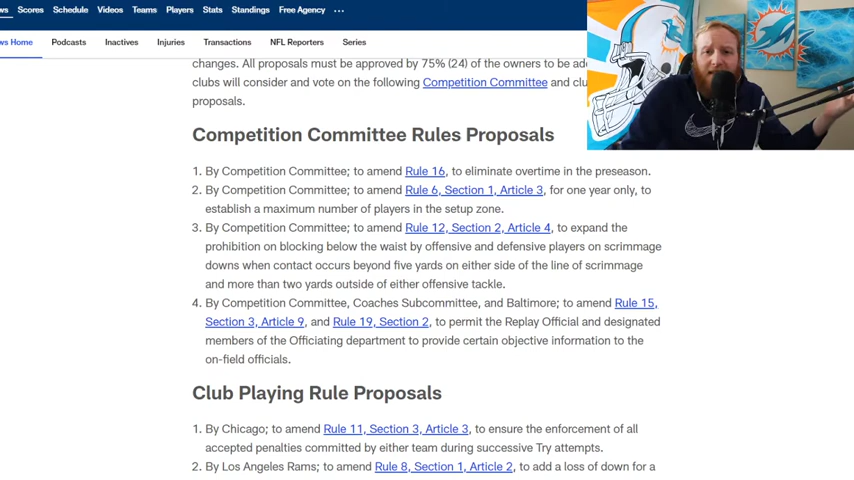 ws Scores Schedule Videos Teams Players Stats Standings Free Agency ...
ws Home Podcasts Inactives Injuries Transactions NFL Reporters Series
changes. All proposals must be approved by 75% (24) of the owners to be
clubs will consider and vote on the following Competition Committee and
proposals.
Competition Committee Rules Proposals
1. By Competition Committee; to amend Rule 16, to eliminate overtime in the preseason.
2. By Competition Committee; to amend Rule 6, Section 1, Article 3, for one year only, to
establish a maximum number of players in the setup zone.
3. By Competition Committee; to amend Rule 12, Section 2, Article 4, to expand the
prohibition on blocking below the waist by offensive and defensive players on scrimmage
downs when contact occurs beyond five yards on either side of the line of scrimmage
and more than two yards outside of either offensive tackle.
4. By Competition Committee, Coaches Subcommittee, and Baltimore; to amend Rule 15,
Section 3, Article 9, and Rule 19, Section 2, to permit the Replay Official and designated
members of the Officiating department to provide certain objective information to the
on-field officials.
Club Playing Rule Proposals
1. By Chicago; to amend Rule 11, Section 3, Article 3, to ensure the enforcement of all
accepted penalties committed by either team during successive Try attempts.
2. By Los Angeles Rams; to amend Rule 8, Section 1, Article 2, to add a loss of down for a